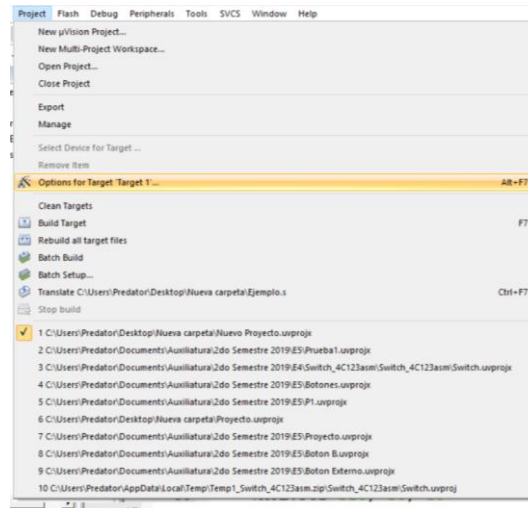 Project Flash Debug Peripherals Tools SVCS Window Help
New µVision Project...
New Multi-Project Workspace...
Open Project...
Close Project
Export
Manage
Select Device for Target ...
Remove Item
Options for Target 'Target 1'... Alt+F7
Clean Targets
Build Target F7
Rebuild all target files
Batch Build
Batch Setup...
Translate C:\Users\Predator\Desktop\Nueva carpeta\Ejemplo.s Ctrl+F7
Stop build
1 C:\Users\Predator\Desktop\Nueva carpeta\Nuevo Proyecto.uvprojx
2 C:\Users\Predator\Documents\Auxiliatura\2do Semestre 2019\E5\Prueba1.uvprojx
3 C:\Users\Predator\Documents\Auxiliatura\2do Semestre 2019\E4\Switch_4C123asm\Switch_4C123asm\Switch.uvprojx
4 C:\Users\Predator\Documents\Auxiliatura\2do Semestre 2019\E5\Botones.uvprojx
5 C:\Users\Predator\Documents\Auxiliatura\2do Semestre 2019\E5\P1.uvprojx
6 C:\Users\Predator\Desktop\Nueva carpeta\Proyecto.uvprojx
7 C:\Users\Predator\Documents\Auxiliatura\2do Semestre 2019\E5\Proyecto.uvprojx
8 C:\Users\Predator\Documents\Auxiliatura\2do Semestre 2019\E5\Boton B.uvprojx
9 C:\Users\Predator\Documents\Auxiliatura\2do Semestre 2019\E5\Boton Externo.uvprojx
10 C:\Users\Predator\AppData\Local\Temp\Temp1_Switch_4C123asm.zip\Switch_4C123asm\Switch.uvproj